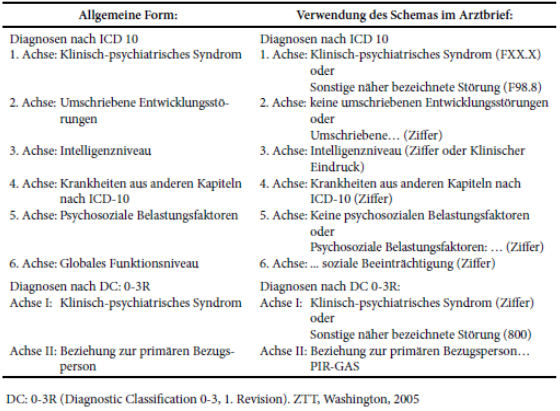 Allgemeine Form:
Verwendung des Schemas im Arztbrief:
Diagnosen nach ICD 10
1. Achse: Klinisch-psychiatrisches Syndrom
2. Achse: Umschriebene Entwicklungsstö-
rungen
3. Achse: Intelligenzniveau
4. Achse: Krankheiten aus anderen Kapiteln
nach ICD-10
5. Achse: Psychosoziale Belastungsfaktoren
6. Achse: Globales Funktionsniveau
Diagnosen nach DC: 0-3R
Achse I: Klinisch-psychiatrisches Syndrom
Achse II: Beziehung zur primären Bezugs-
person
Diagnosen nach ICD 10
1. Achse: Klinisch-psychiatrisches Syndrom (FXX.X)
oder
Sonstige näher bezeichnete Störung (F98.8)
2. Achse: keine umschriebenen Entwicklungsstörungen
oder
Umschriebene… (Ziffer)
3. Achse: Intelligenzniveau (Ziffer oder Klinischer
Eindruck)
4. Achse: Krankheiten aus anderen Kapiteln nach
ICD-10 (Ziffer)
5. Achse: Keine psychosozialen Belastungsfaktoren
oder
Psychosoziale Belastungsfaktoren: … (Ziffer)
6. Achse: ... soziale Beeinträchtigung (Ziffer)
Diagnosen nach DC 0-3R:
Achse I: Klinisch-psychiatrisches Syndrom (Ziffer)
oder
Sonstige näher bezeichnete Störung (800)
Achse II: Beziehung zur primären Bezugsperson…
PIR-GAS
DC: 0-3R (Diagnostic Classification 0-3, 1. Revision). ZTT, Washington, 2005